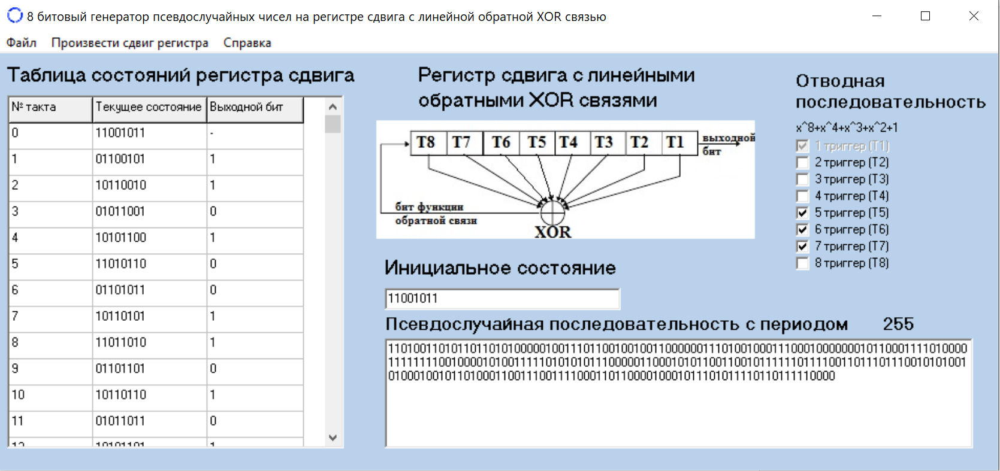 8 битовый генератор псевдослучайных чисел на регистре сдвига с линейной обратной XOR связью
Файл Произвести сдвиг регистра Справка
Таблица состояний регистра сдвига
№ такта Текущее состояние Выходной бит
0 11001011 -
1 01100101 1
2 10110010 1
3 01011001 0
4 10101100 1
5 11010110 0
6 01101011 0
7 10110101 1
8 11011010 1
9 01101101 0
10 10110110 1
11 01011011 0
12 10101101 1
Регистр сдвига с линейными
обратными XOR связями
T8 T7 T6 T5 T4 T3 T2 T1
выходной
бит
бит функции
обратной связи
XOR
Инициальное состояние
11001011
Псевдослучайная последовательность с периодом 255
11010011010110110101000001001110110010010011000000111010010001110001000000010110001111010000
11111111001000010100111110101010111000001100010101100110010111111011110011011101110010101001
01000100101101000110011100111100011011000010001011101011110110111110000
Отводная
последовательность
x^8+x^4+x^3+x^2+1
1 триггер (T1)
2 триггер (T2)
3 триггер (T3)
4 триггер (T4)
5 триггер (T5)
6 триггер (T6)
7 триггер (T7)
8 триггер (T8)